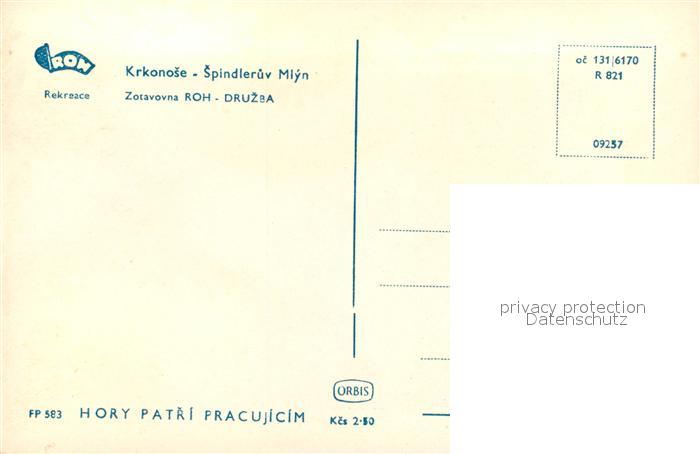 ROH
Rekreace
Krkonoše - Špindlerův Mlýn
Zotavovna ROH - DRUŽBA
oč 131|6170
R 821
09257
privacy protection
Datenschutz
ORBIS
FP 583 HORY PATŘÍ PRACUJÍCÍM Kčs 2·50